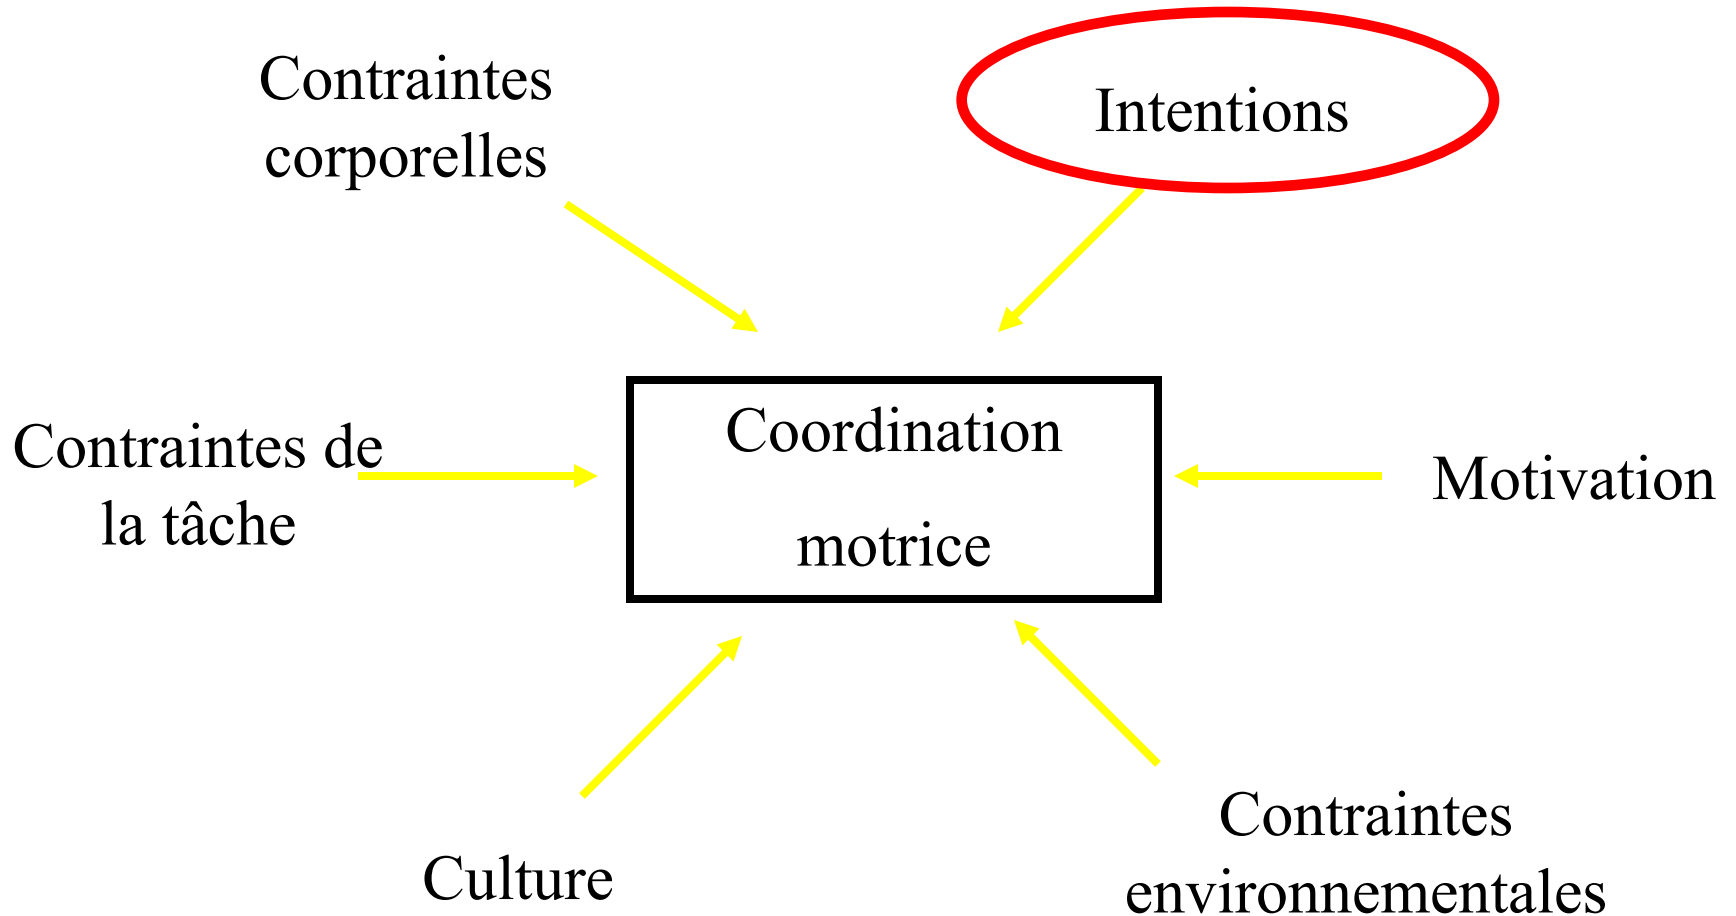 Contraintes
corporelles
Intentions
Coordination
motrice
Contraintes de
la tâche
Motivation
Culture
Contraintes
environnementales